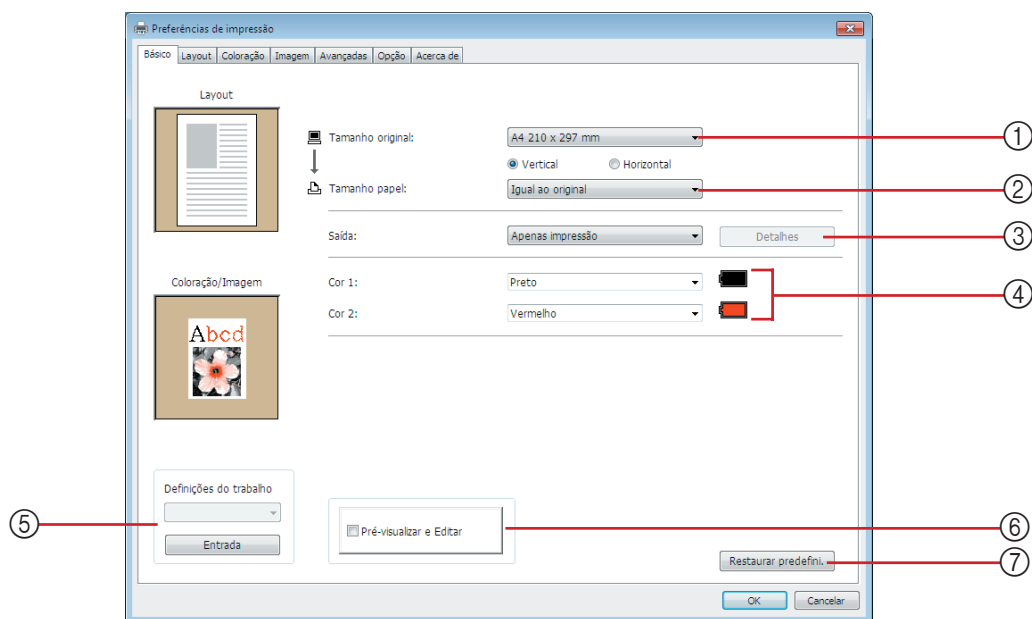 Preferências de impressão
Básico Layout Coloração Imagem Avançadas Opção Acerca de
Layout
Tamanho original: A4 210 x 297 mm ①
Vertical Horizontal
Tamanho papel: Igual ao original ②
Saída: Apenas impressão Detalhes ③
Coloração/Imagem
Cor 1: Preto
④
Cor 2: Vermelho
Abcd
Definições do trabalho
⑤
Entrada
Pré-visualizar e Editar ⑥
Restaurar predefini. ⑦
OK Cancelar